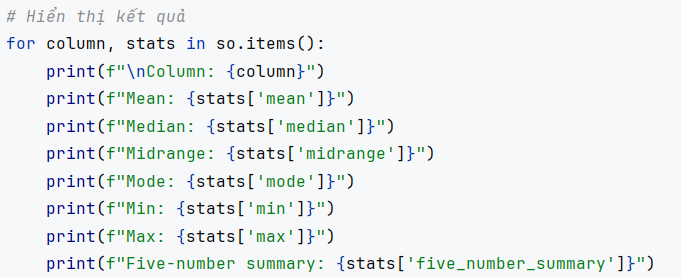 # Hiển thị kết quả
for column, stats in so.items():
    print(f"\nColumn: {column}")
    print(f"Mean: {stats['mean']}")
    print(f"Median: {stats['median']}")
    print(f"Midrange: {stats['midrange']}")
    print(f"Mode: {stats['mode']}")
    print(f"Min: {stats['min']}")
    print(f"Max: {stats['max']}")
    print(f"Five-number summary: {stats['five_number_summary']}")